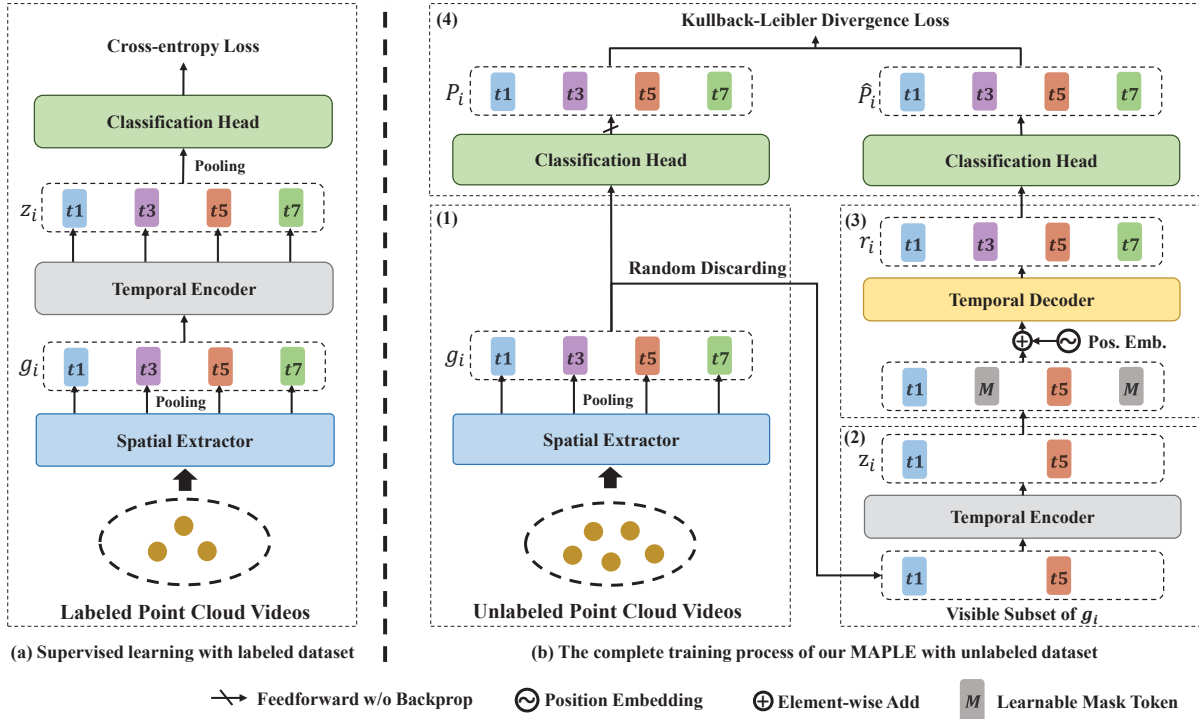 Cross-entropy Loss
Classification Head
Pooling
z_i
t1 t3 t5 t7
Temporal Encoder
g_i
t1 t3 t5 t7
Pooling
Spatial Extractor
Labeled Point Cloud Videos
(a) Supervised learning with labeled dataset
(4)
Kullback-Leibler Divergence Loss
P_i
t1 t3 t5 t7
Classification Head
P̂_i
t1 t3 t5 t7
Classification Head
(1)
Random Discarding
g_i
t1 t3 t5 t7
Pooling
Spatial Extractor
Unlabeled Point Cloud Videos
(3)
r_i
t1 t3 t5 t7
Temporal Decoder
Pos. Emb.
t1 M t5 M
(2)
z_i
t1 t5
Temporal Encoder
t1 t5
Visible Subset of g_i
(b) The complete training process of our MAPLE with unlabeled dataset
Feedforward w/o Backprop
Position Embedding
Element-wise Add
M Learnable Mask Token